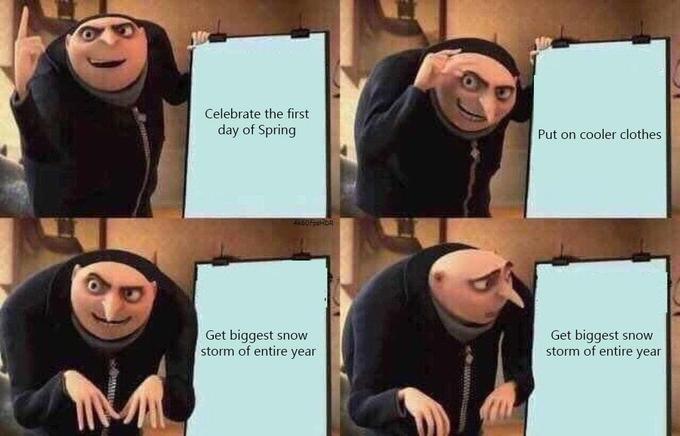 Celebrate the first
day of Spring
Put on cooler clothes
Get biggest snow
storm of entire year
Get biggest snow
storm of entire year